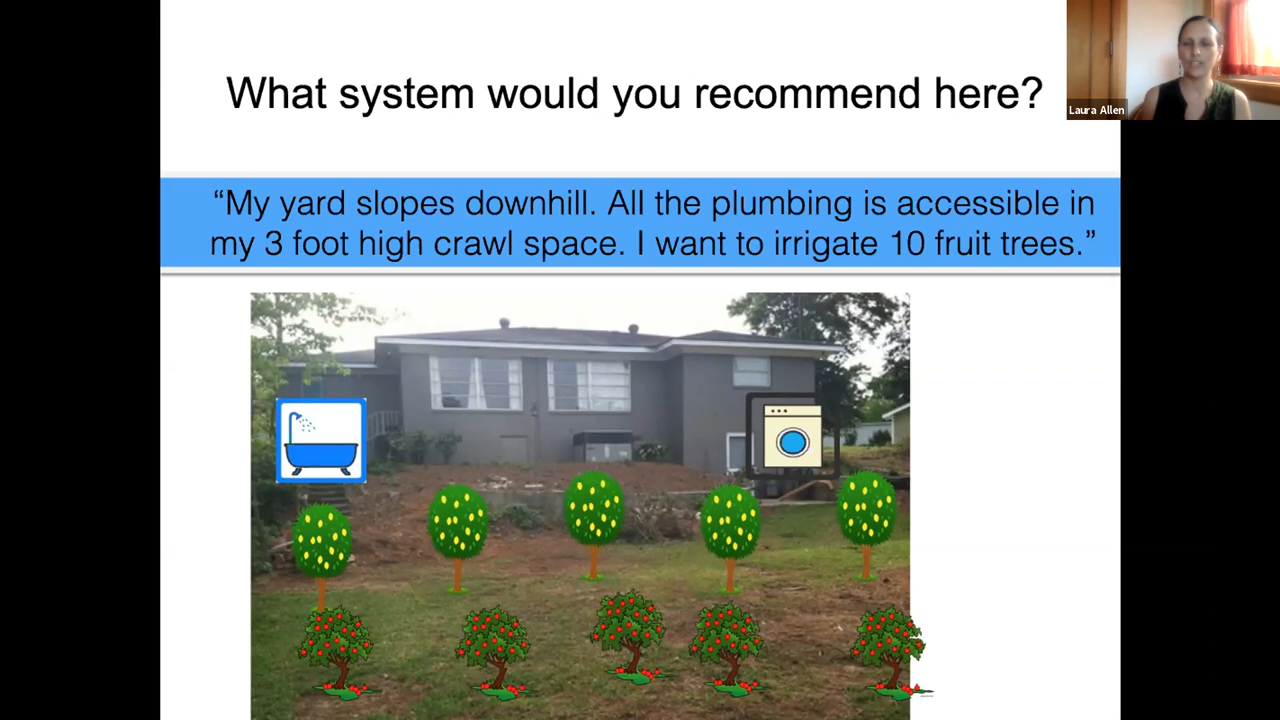 What system would you recommend here?
Laura Allen
“My yard slopes downhill. All the plumbing is accessible in
my 3 foot high crawl space. I want to irrigate 10 fruit trees.”